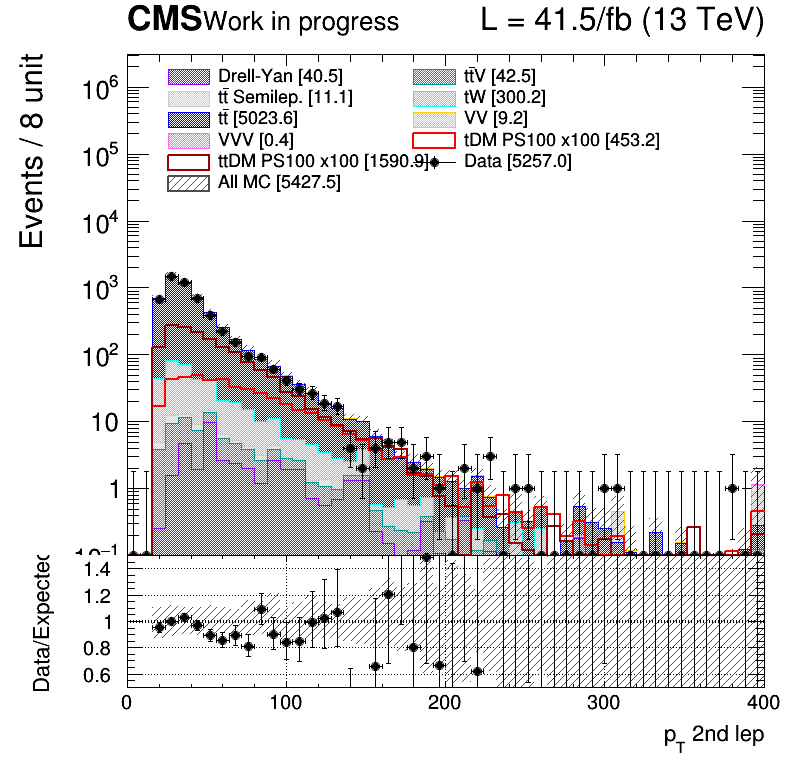 CMS Work in progress L = 41.5/fb (13 TeV)
Events / 8 unit
Drell-Yan [40.5] tt̄V [42.5]
tt̄ Semilep. [11.1] tW [300.2]
tt̄ [5023.6] VV [9.2]
VVV [0.4] tDM PS100 x100 [453.2]
ttDM PS100 x100 [1590.9] Data [5257.0]
All MC [5427.5]
10⁶
10⁵
10⁴
10³
10²
10
1
10⁻¹
Data/Expected
1.4
1.2
1
0.8
0.6
0 100 200 300 400
p_T 2nd lep